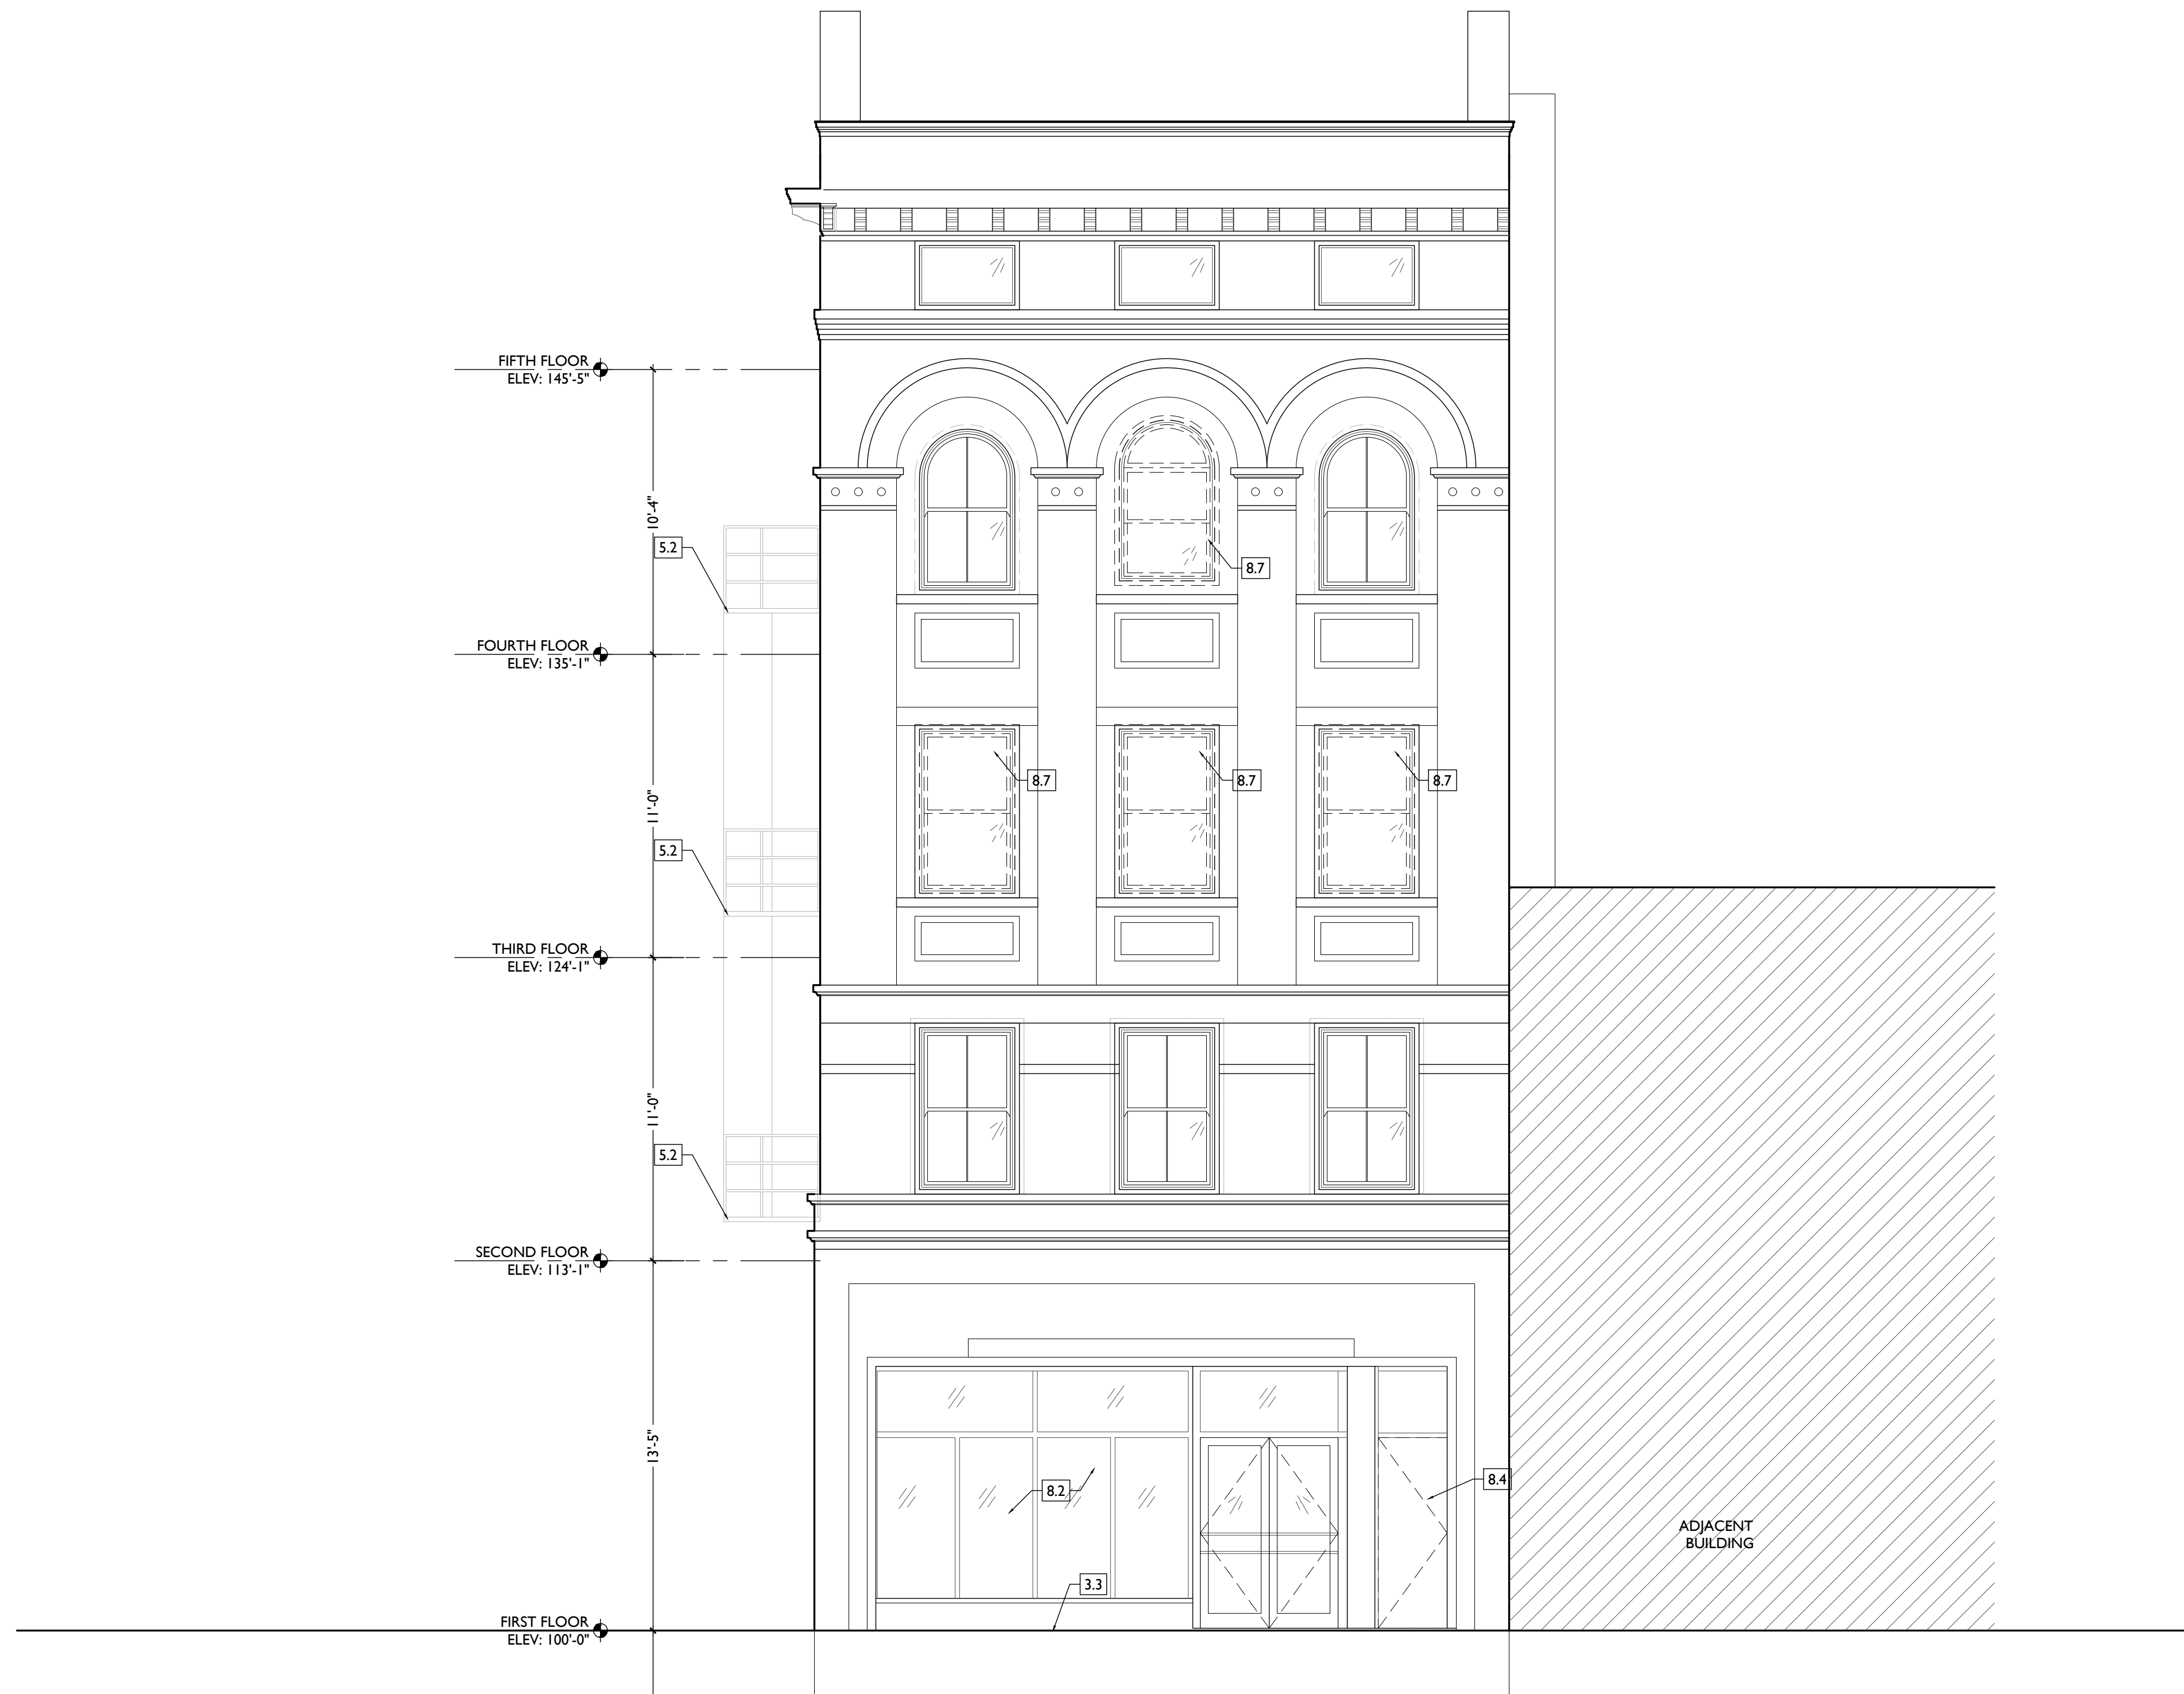 FIFTH FLOOR
ELEV: 145'-5"
10'-4"
5.2
8.7
FOURTH FLOOR
ELEV: 135'-1"
8.7
8.7
8.7
11'-0"
5.2
THIRD FLOOR
ELEV: 124'-1"
11'-0"
5.2
SECOND FLOOR
ELEV: 113'-1"
13'-5"
8.4
8.2
ADJACENT
BUILDING
3.3
FIRST FLOOR
ELEV: 100'-0"